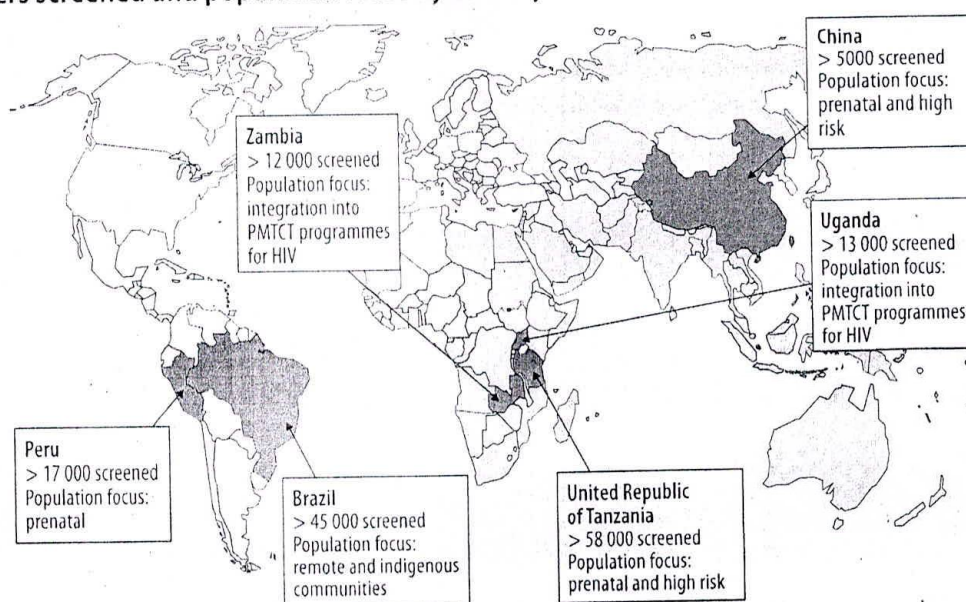 screened and
China
> 5000 screened
Population focus:
prenatal and high
risk
Zambia
> 12 000 screened
Population focus:
integration into
PMTCT programmes
for HIV
Uganda
> 13 000 screened
Population focus:
integration into
PMTCT programmes
for HIV
Peru
> 17 000 screened
Population focus:
prenatal
Brazil
> 45 000 screened
Population focus:
remote and indigenous
communities
United Republic
of Tanzania
> 58 000 screened
Population focus:
prenatal and high risk